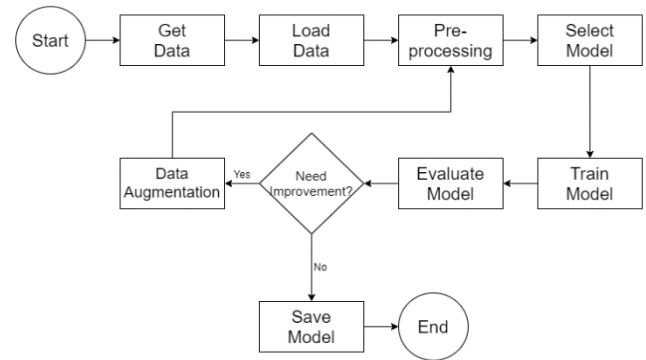 Start
Get
Data
Load
Data
Pre-
processing
Select
Model
Data
Augmentation
Yes
Need
Improvement?
Evaluate
Model
Train
Model
No
Save
Model
End